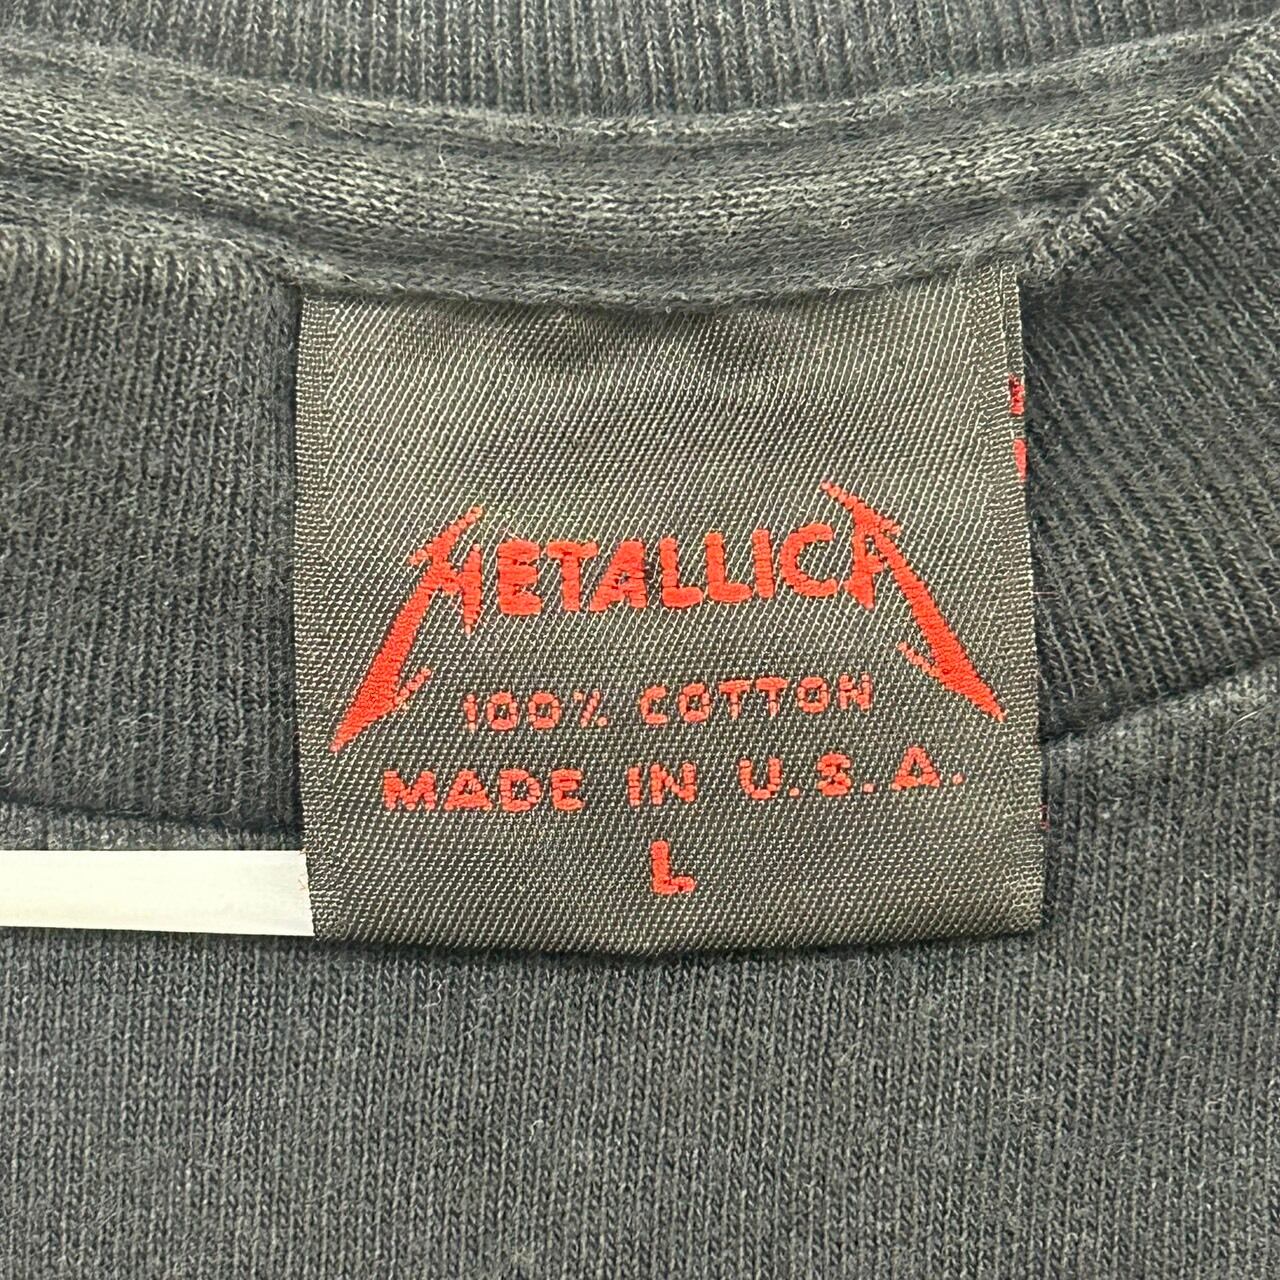 METALLICA
100% COTTON
MADE IN U.S.A.
L